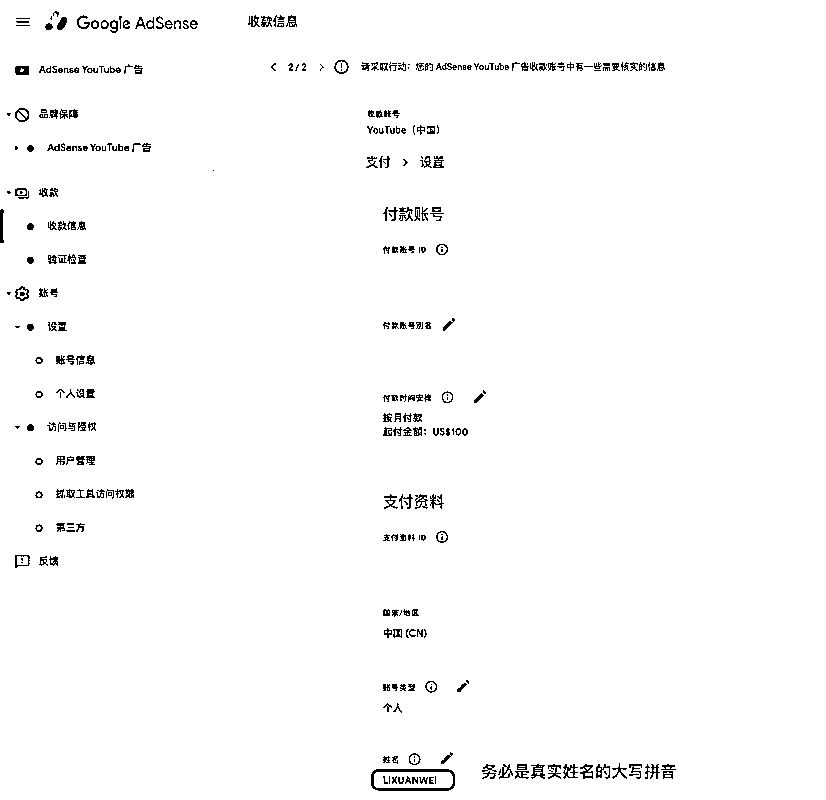 Google AdSense
收款信息
AdSense YouTube 广告
2/2
请采取行动：您的 AdSense YouTube 广告收款账号中有一些需要核实的信息
品牌保障
AdSense YouTube 广告
收款
收款信息
验证检查
账号
设置
账号信息
个人设置
访问与授权
用户管理
抓取工具访问权限
第三方
反馈
收款账号
YouTube（中国）
支付 > 设置
付款账号
付款账号 ID
付款账号别名
付款时间安排
按月付款
起付金额：US$100
支付资料
支付资料 ID
国家/地区
中国 (CN)
账号类型
个人
姓名
LIXUANWEI
务必是真实姓名的大写拼音